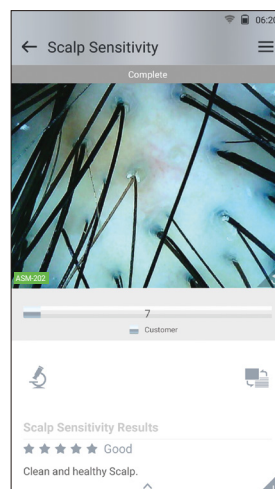 06:20
Scalp Sensitivity
Complete
ASM-202
7
Customer
Scalp Sensitivity Results
Good
Clean and healthy Scalp.